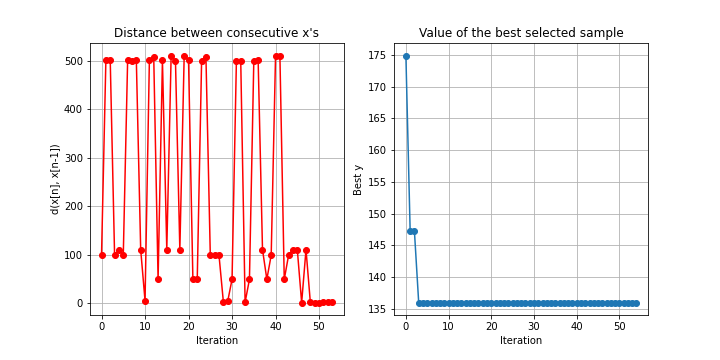 Distance between consecutive x's
500
400
300
200
100
0
d(x[n], x[n-1])
0 10 20 30 40 50
Iteration
Value of the best selected sample
175
170
165
160
155
150
145
140
135
Best y
0 10 20 30 40 50
Iteration